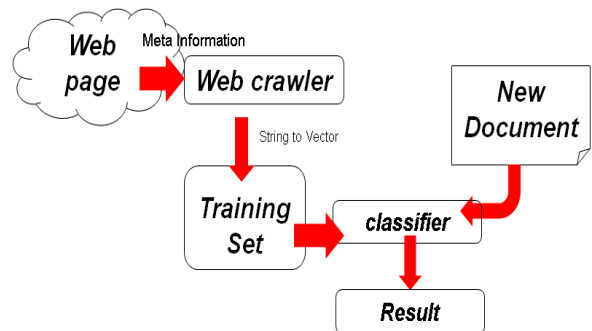 Meta Information
Web
page
Web crawler
New
Document
String to Vector
Training
Set
classifier
Result